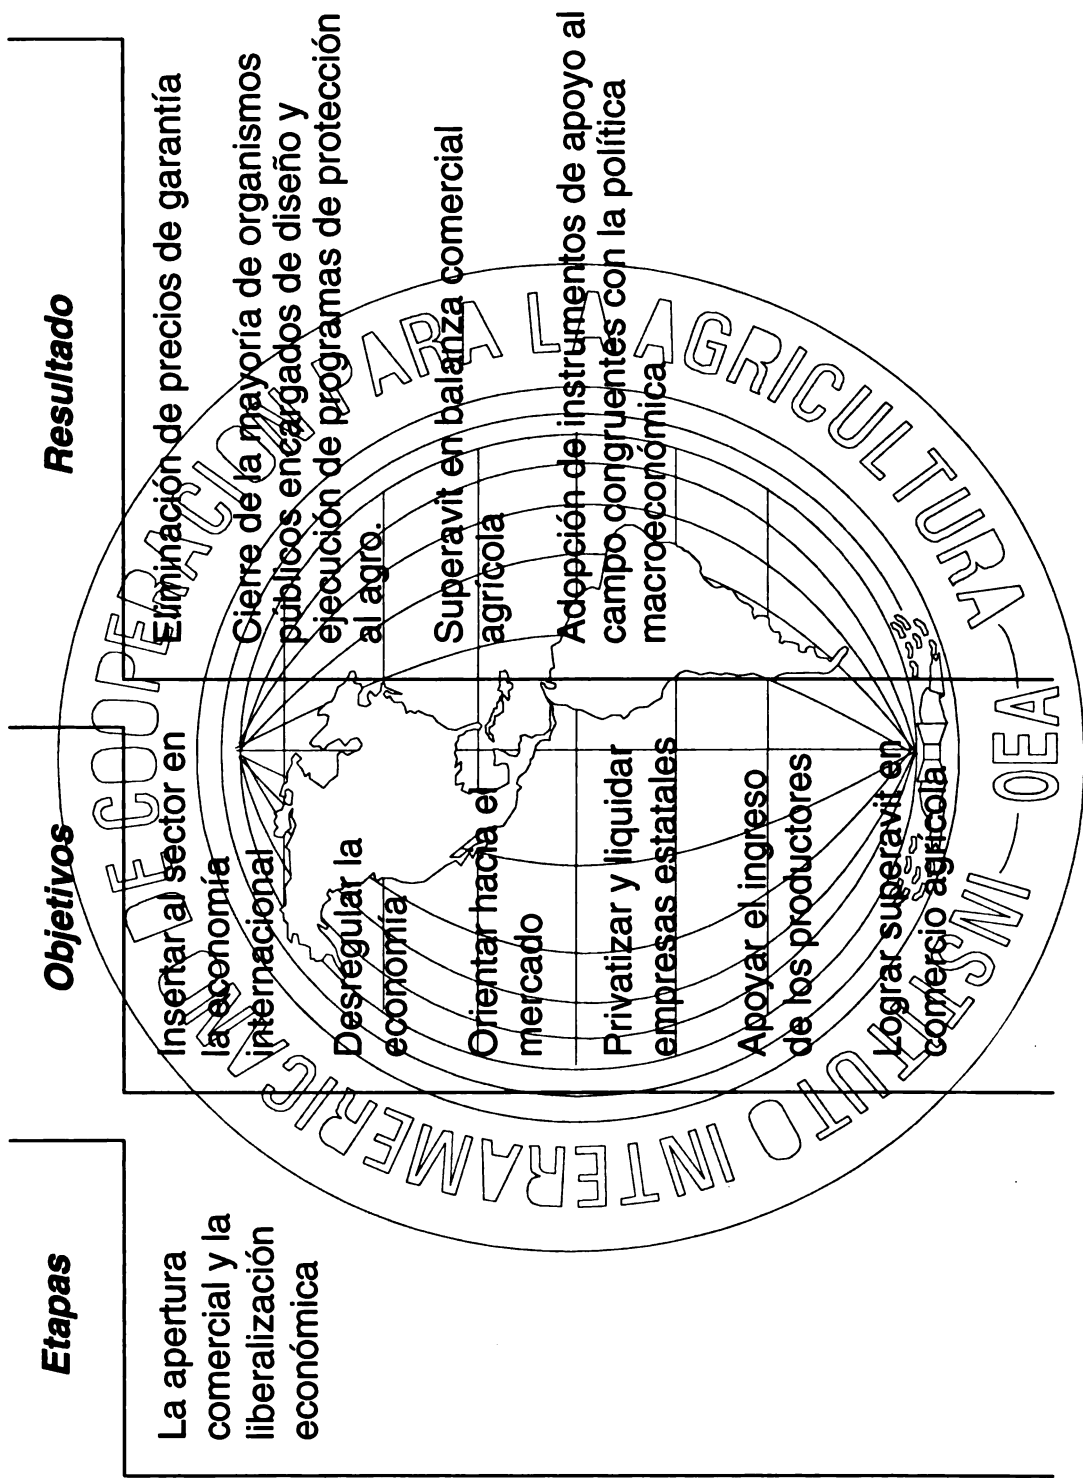 Etapas
Objetivos
Resultado
La apertura
comercial y la
liberalización
económica
Insertar al sector en
la economía
internacional
Desregular la
economía
Orientar hacia el
mercado
Privatizar y liquidar
empresas estatales
Apoyar el ingreso
de los productores
Lograr superavit en
comercio agrícola
Eliminación de precios de garantía
Cierre de la mayoría de organismos
públicos encargados de diseño y
ejecución de programas de protección
al agro.
Superavit en balanza comercial
agrícola
Adopción de instrumentos de apoyo al
campo congruentes con la política
macroeconómica
INSTITUTO INTERAMERICANO DE COOPERACION PARA LA AGRICULTURA
— OEA —